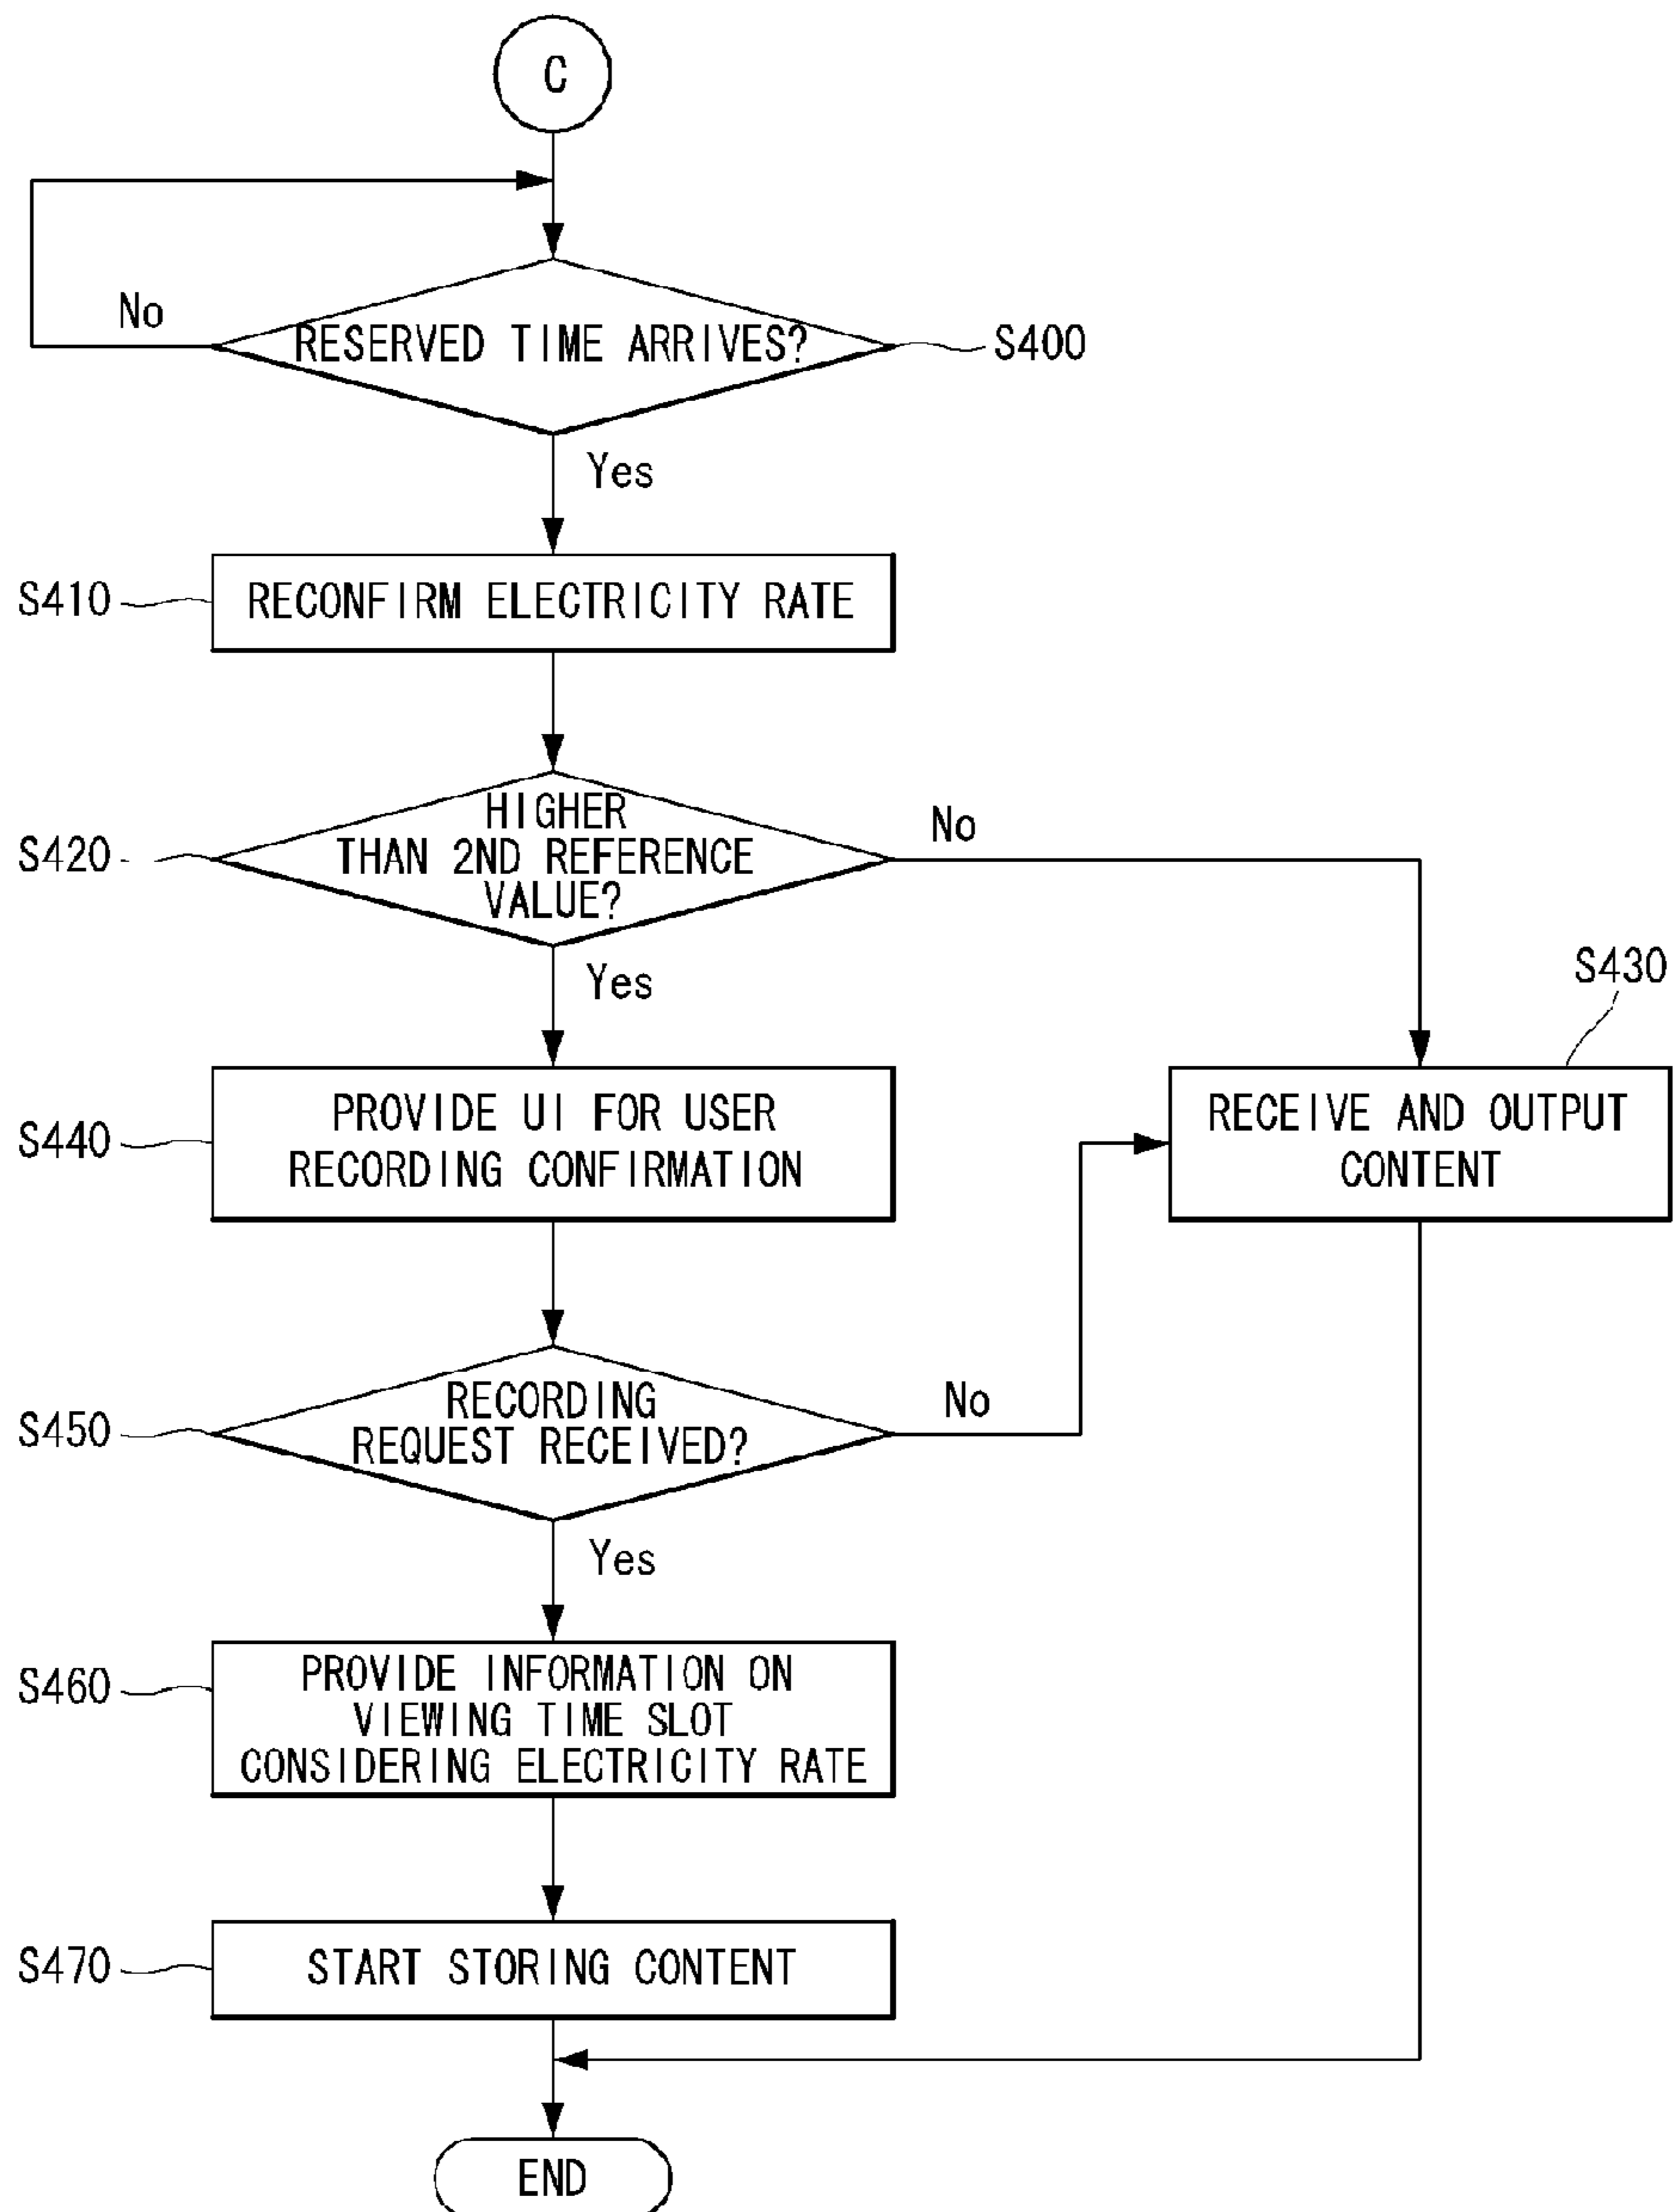 C
No
RESERVED TIME ARRIVES?
S400
Yes
S410
RECONFIRM ELECTRICITY RATE
S420
HIGHER
THAN 2ND REFERENCE
VALUE?
No
Yes
S430
S440
PROVIDE UI FOR USER
RECORDING CONFIRMATION
RECEIVE AND OUTPUT
CONTENT
S450
RECORDING
REQUEST RECEIVED?
No
Yes
S460
PROVIDE INFORMATION ON
VIEWING TIME SLOT
CONSIDERING ELECTRICITY RATE
S470
START STORING CONTENT
END